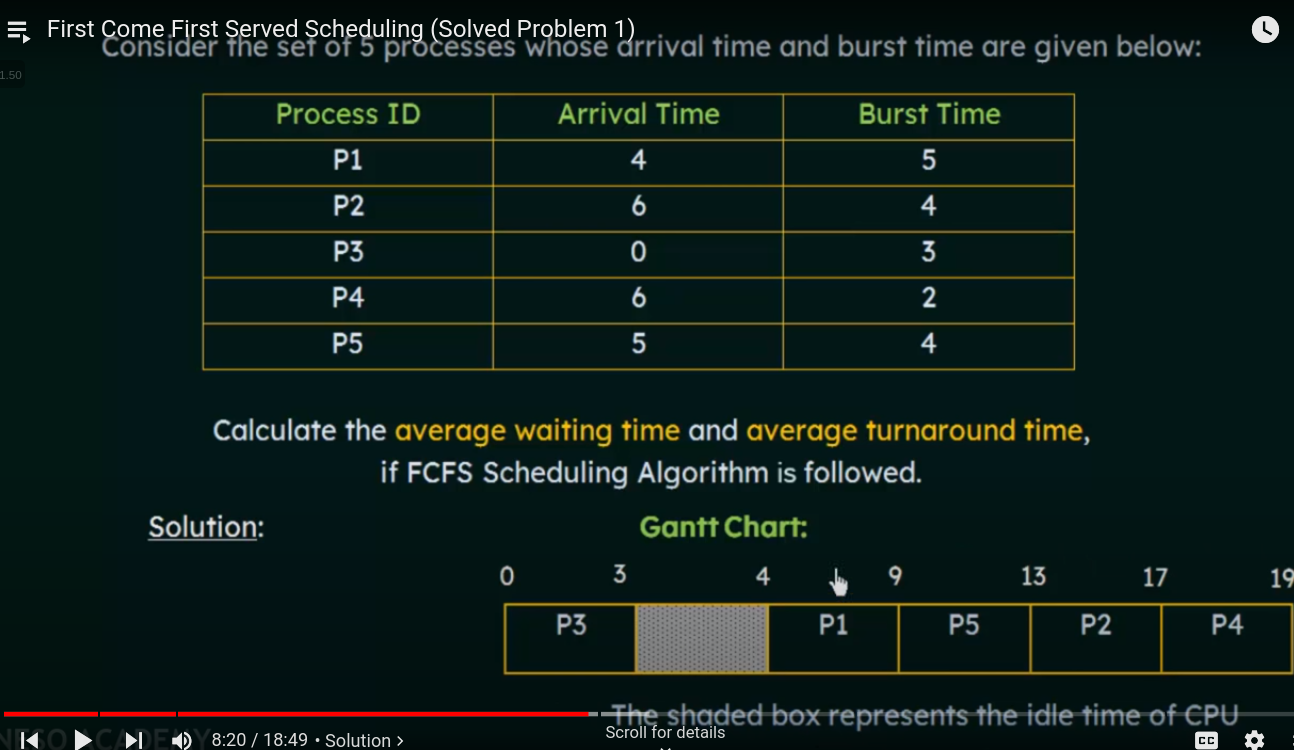 First Come First Served Scheduling (Solved Problem 1)
Consider the set of 5 processes whose arrival time and burst time are given below:
1.50
Process ID Arrival Time Burst Time
P1 4 5
P2 6 4
P3 0 3
P4 6 2
P5 5 4
Calculate the average waiting time and average turnaround time,
if FCFS Scheduling Algorithm is followed.
Solution: Gantt Chart:
0 3 4 9 13 17 19
P3 P1 P5 P2 P4
The shaded box represents the idle time of CPU
Scroll for details
8:20 / 18:49 • Solution >
CC